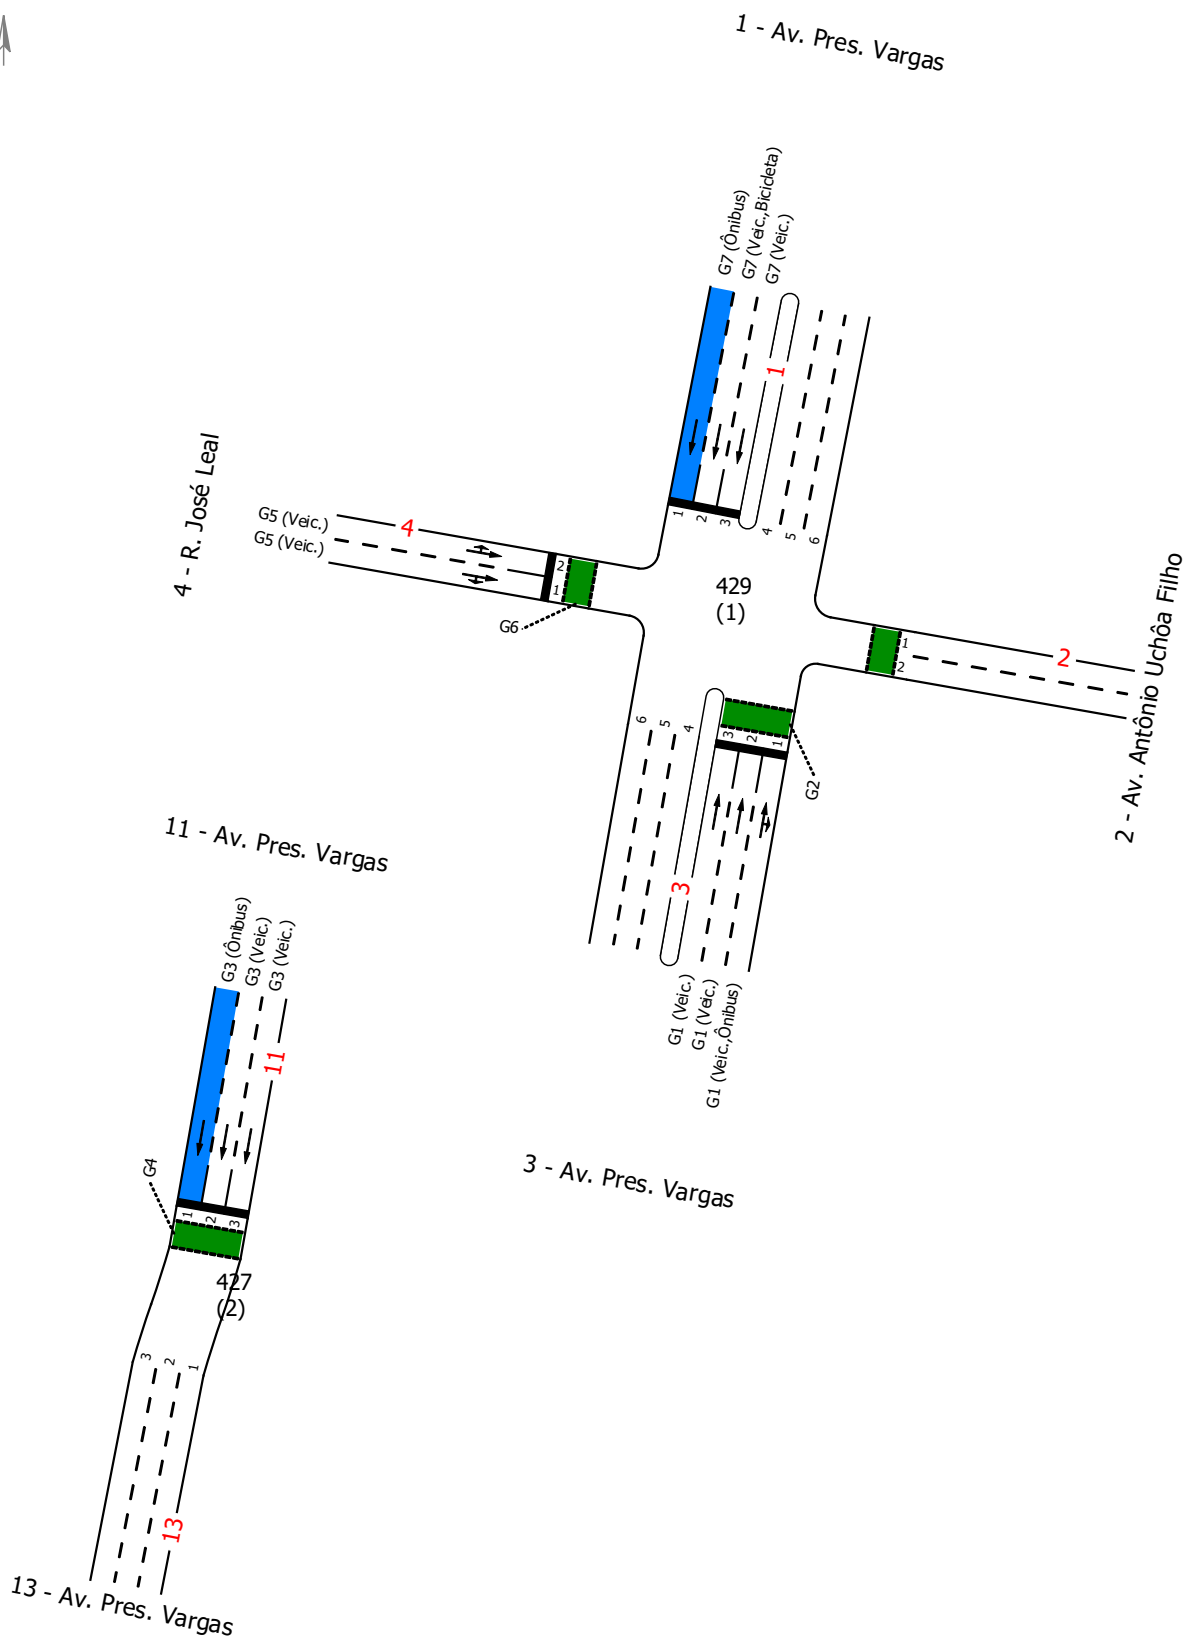 1 - Av. Pres. Vargas
G7 (Ônibus)
G7 (Veic.,Bicicleta)
G7 (Veic.)
1
1
2
3
4
5
6
4 - R. José Leal
G5 (Veic.)
G5 (Veic.)
4
2
1
G6
429
(1)
1
2
2
2 - Av. Antônio Uchôa Filho
6
5
4
3
2
1
G2
3
G1 (Veic.)
G1 (Veic.)
G1 (Veic.,Ônibus)
3 - Av. Pres. Vargas
11 - Av. Pres. Vargas
G3 (Ônibus)
G3 (Veic.)
G3 (Veic.)
11
G4
1
2
3
427
(2)
3
2
1
13
13 - Av. Pres. Vargas